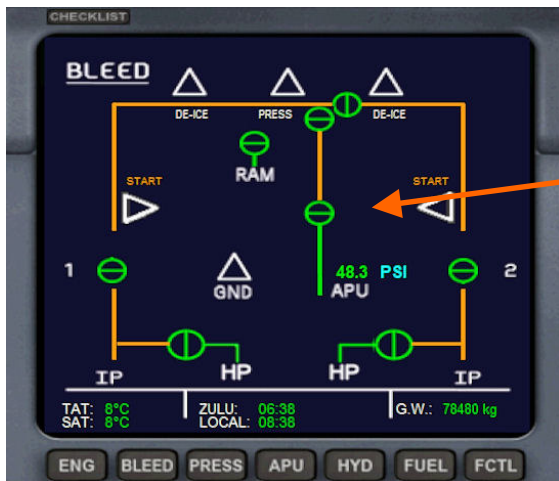 CHECKLIST
BLEED
DE-ICE PRESS DE-ICE
RAM
START START
1 2
48.3 PSI
GND APU
HP HP
IP IP
TAT: 8°C ZULU: 06:38 G.W.: 78480 kg
SAT: 8°C LOCAL: 08:38
ENG BLEED PRESS APU HYD FUEL FCTL